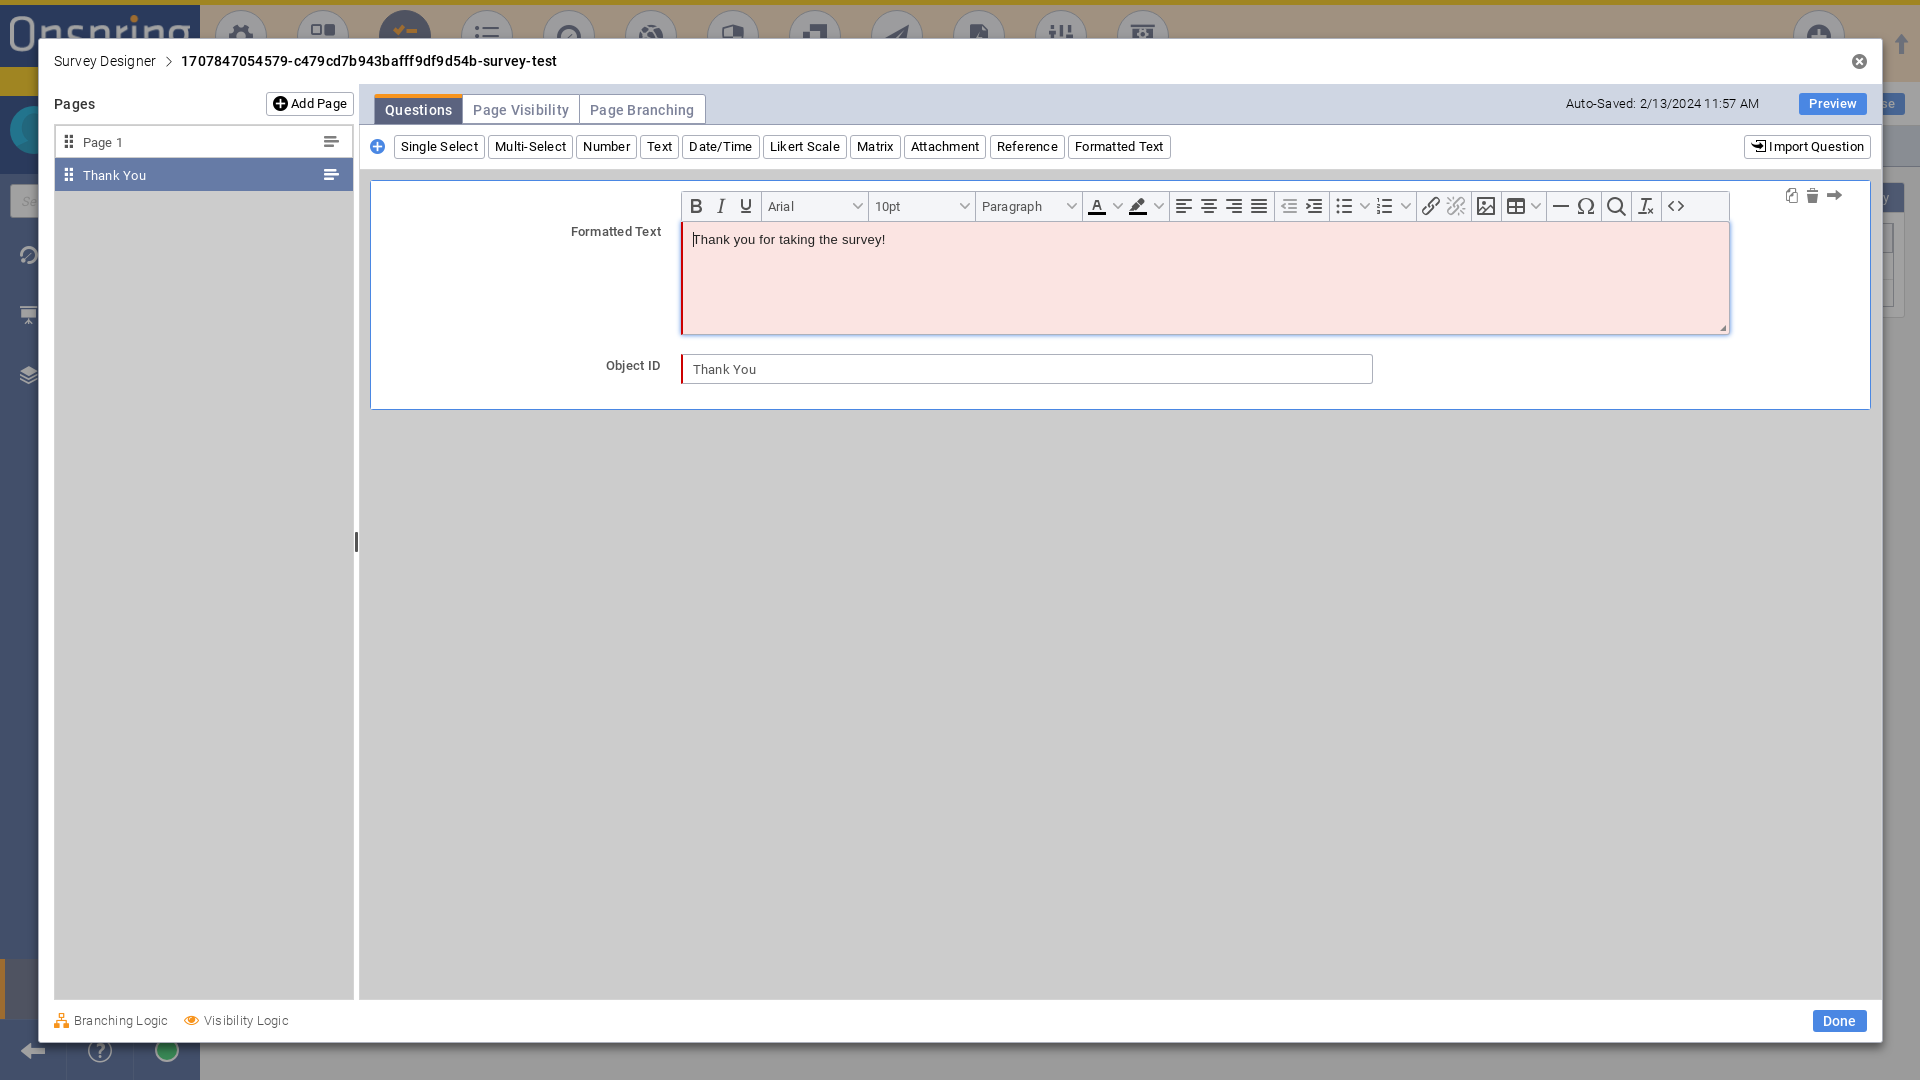 Onspring
Survey Designer > 1707847054579-c479cd7b943bafff9df9d54b-survey-test
Pages
Add Page
Questions
Page Visibility
Page Branching
Auto-Saved: 2/13/2024 11:57 AM
Preview
Page 1
Thank You
Single Select
Multi-Select
Number
Text
Date/Time
Likert Scale
Matrix
Attachment
Reference
Formatted Text
Import Question
B I U Arial 10pt Paragraph A
Formatted Text
Thank you for taking the survey!
Object ID
Thank You
Branching Logic
Visibility Logic
Done